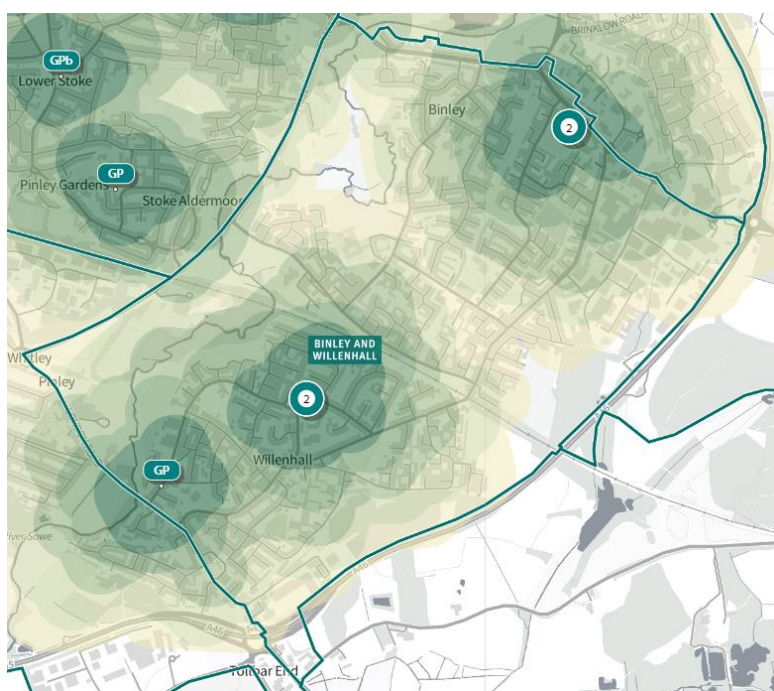 BRINKLOW ROAD
GPb
Lower Stoke
Binley
2
GP
Pinley Gardens
Stoke Aldermoor
BINLEY AND
WILLENHALL
Whitley
Pinley
2
Willenhall
GP
River Sowe
A46
A46
A46
Tollbar End